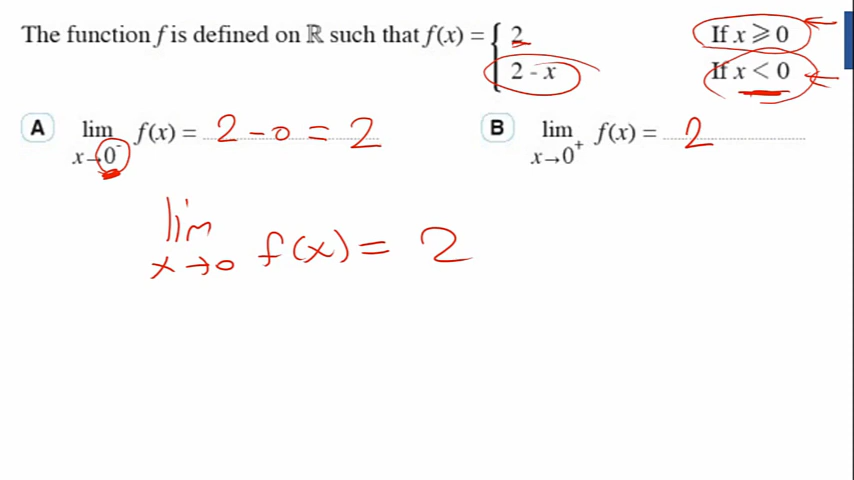 The function f is defined on ℝ such that f(x) = { 2 If x ⩾ 0
2 - x If x < 0
A lim x→0⁻ f(x) = 2 - 0 = 2 B lim x→0⁺ f(x) = 2
lim x→0 f(x) = 2